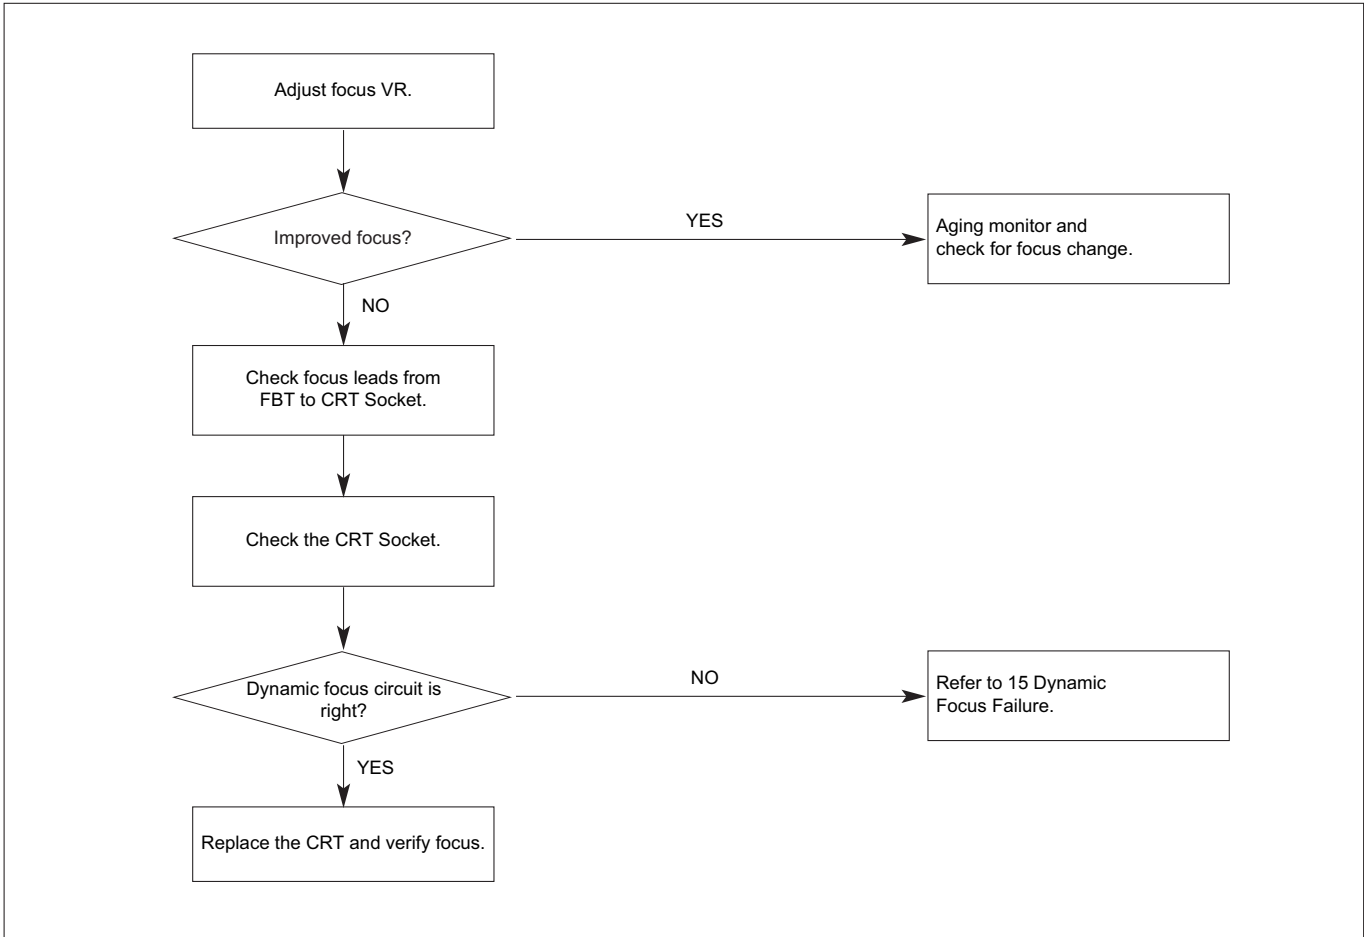 Adjust focus VR.
Improved focus?
YES
Aging monitor and
check for focus change.
NO
Check focus leads from
FBT to CRT Socket.
Check the CRT Socket.
Dynamic focus circuit is
right?
NO
Refer to 15 Dynamic
Focus Failure.
YES
Replace the CRT and verify focus.